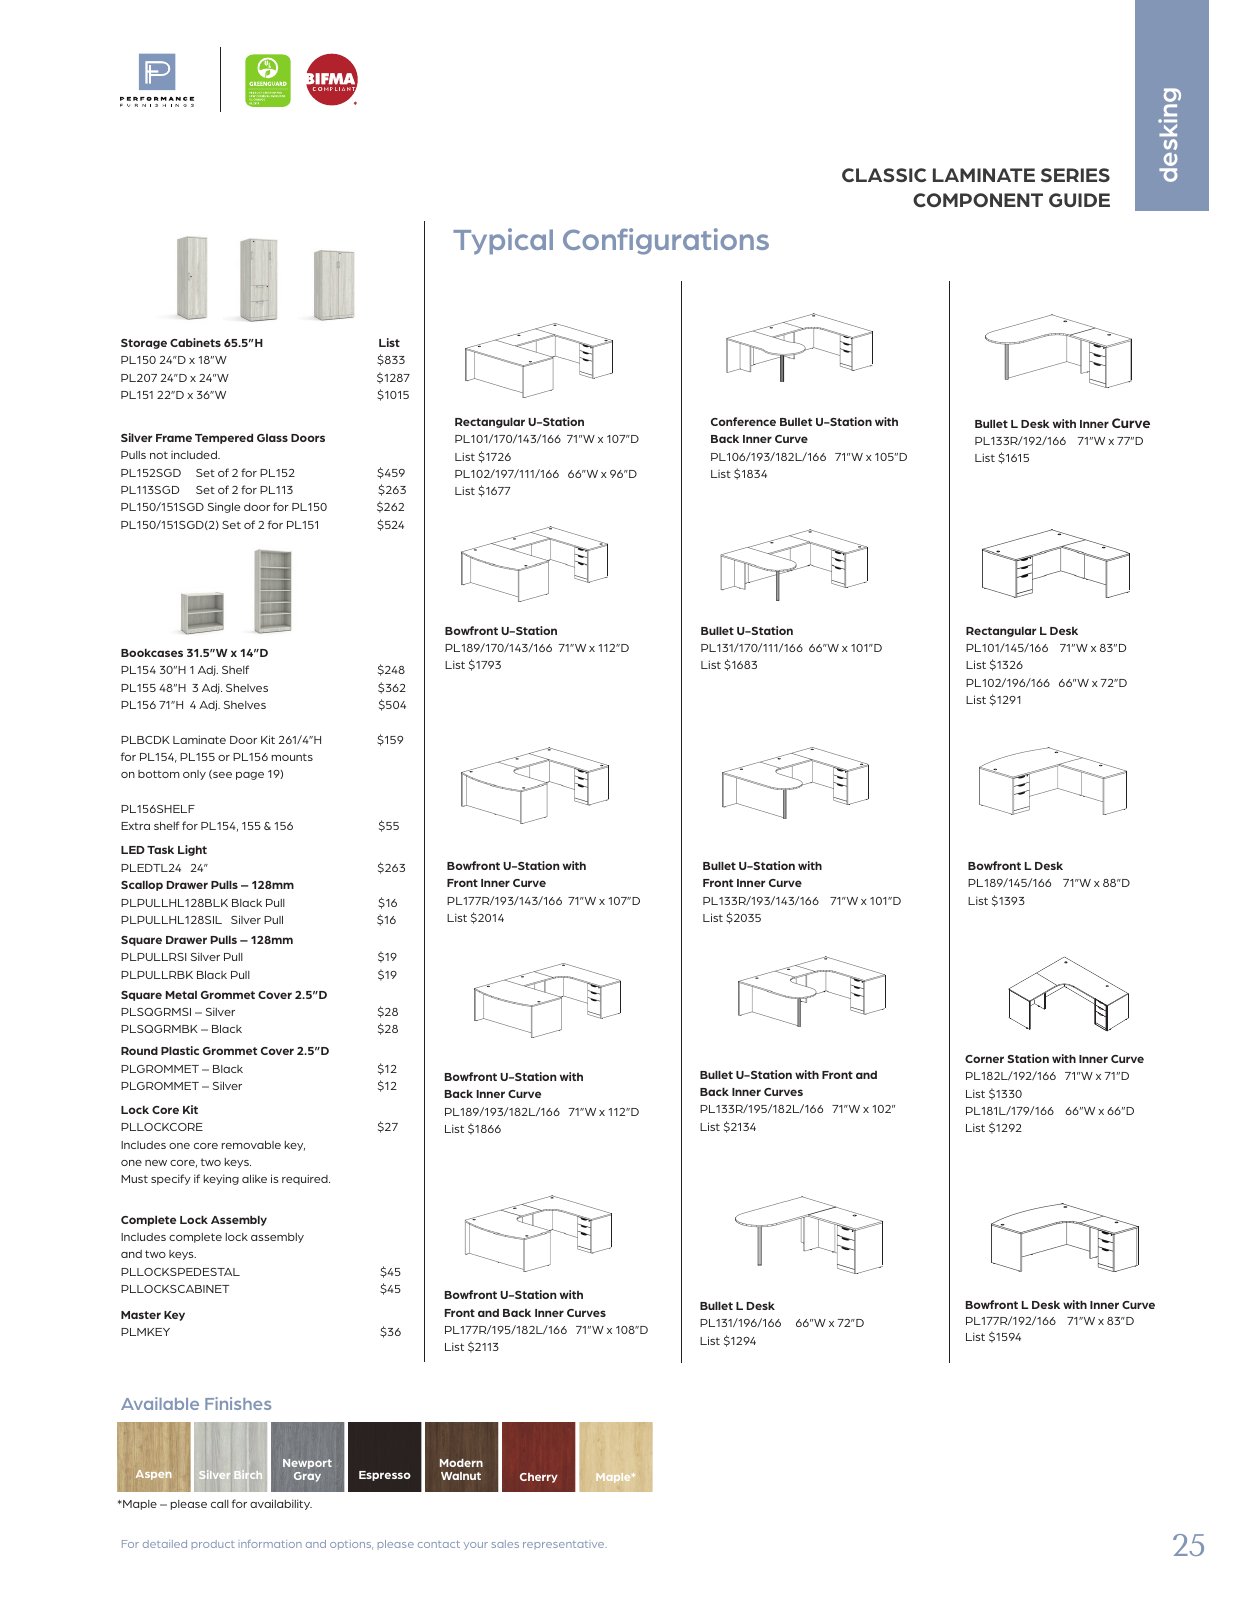 PERFORMANCE
FURNISHINGS
UL
GREENGUARD
BIFMA
COMPLIANT
desking
CLASSIC LAMINATE SERIES
COMPONENT GUIDE
Storage Cabinets 65.5”H List
PL150 24”D x 18”W $833
PL207 24”D x 24”W $1287
PL151 22”D x 36”W $1015
Silver Frame Tempered Glass Doors
Pulls not included.
PL152SGD Set of 2 for PL152 $459
PL113SGD Set of 2 for PL113 $263
PL150/151SGD Single door for PL150 $262
PL150/151SGD(2) Set of 2 for PL151 $524
Bookcases 31.5”W x 14”D
PL154 30”H 1 Adj. Shelf $248
PL155 48”H 3 Adj. Shelves $362
PL156 71”H 4 Adj. Shelves $504
PLBCDK Laminate Door Kit 261/4”H $159
for PL154, PL155 or PL156 mounts
on bottom only (see page 19)
PL156SHELF
Extra shelf for PL154, 155 & 156 $55
LED Task Light
PLEDTL24 24” $263
Scallop Drawer Pulls – 128mm
PLPULLHL128BLK Black Pull $16
PLPULLHL128SIL Silver Pull $16
Square Drawer Pulls – 128mm
PLPULLRSI Silver Pull $19
PLPULLRBK Black Pull $19
Square Metal Grommet Cover 2.5”D
PLSQGRMSI – Silver $28
PLSQGRMBK – Black $28
Round Plastic Grommet Cover 2.5”D
PLGROMMET – Black $12
PLGROMMET – Silver $12
Lock Core Kit
PLLOCKCORE $27
Includes one core removable key,
one new core, two keys.
Must specify if keying alike is required.
Complete Lock Assembly
Includes complete lock assembly
and two keys.
PLLOCKSPEDESTAL $45
PLLOCKSCABINET $45
Master Key
PLMKEY $36
Typical Configurations
Rectangular U-Station
PL101/170/143/166 71”W x 107”D
List $1726
PL102/197/111/166 66”W x 96”D
List $1677
Bowfront U-Station
PL189/170/143/166 71”W x 112”D
List $1793
Bowfront U-Station with
Front Inner Curve
PL177R/193/143/166 71”W x 107”D
List $2014
Bowfront U-Station with
Back Inner Curve
PL189/193/182L/166 71”W x 112”D
List $1866
Bowfront U-Station with
Front and Back Inner Curves
PL177R/195/182L/166 71”W x 108”D
List $2113
Conference Bullet U-Station with
Back Inner Curve
PL106/193/182L/166 71”W x 105”D
List $1834
Bullet U-Station
PL131/170/111/166 66”W x 101”D
List $1683
Bullet U-Station with
Front Inner Curve
PL133R/193/143/166 71”W x 101”D
List $2035
Bullet U-Station with Front and
Back Inner Curves
PL133R/195/182L/166 71”W x 102”
List $2134
Bullet L Desk
PL131/196/166 66”W x 72”D
List $1294
Bullet L Desk with Inner Curve
PL133R/192/166 71”W x 77”D
List $1615
Rectangular L Desk
PL101/145/166 71”W x 83”D
List $1326
PL102/196/166 66”W x 72”D
List $1291
Bowfront L Desk
PL189/145/166 71”W x 88”D
List $1393
Corner Station with Inner Curve
PL182L/192/166 71”W x 71”D
List $1330
PL181L/179/166 66”W x 66”D
List $1292
Bowfront L Desk with Inner Curve
PL177R/192/166 71”W x 83”D
List $1594
Available Finishes
Aspen
Silver Birch
Newport
Gray
Espresso
Modern
Walnut
Cherry
Maple*
*Maple – please call for availability.
For detailed product information and options, please contact your sales representative.
25